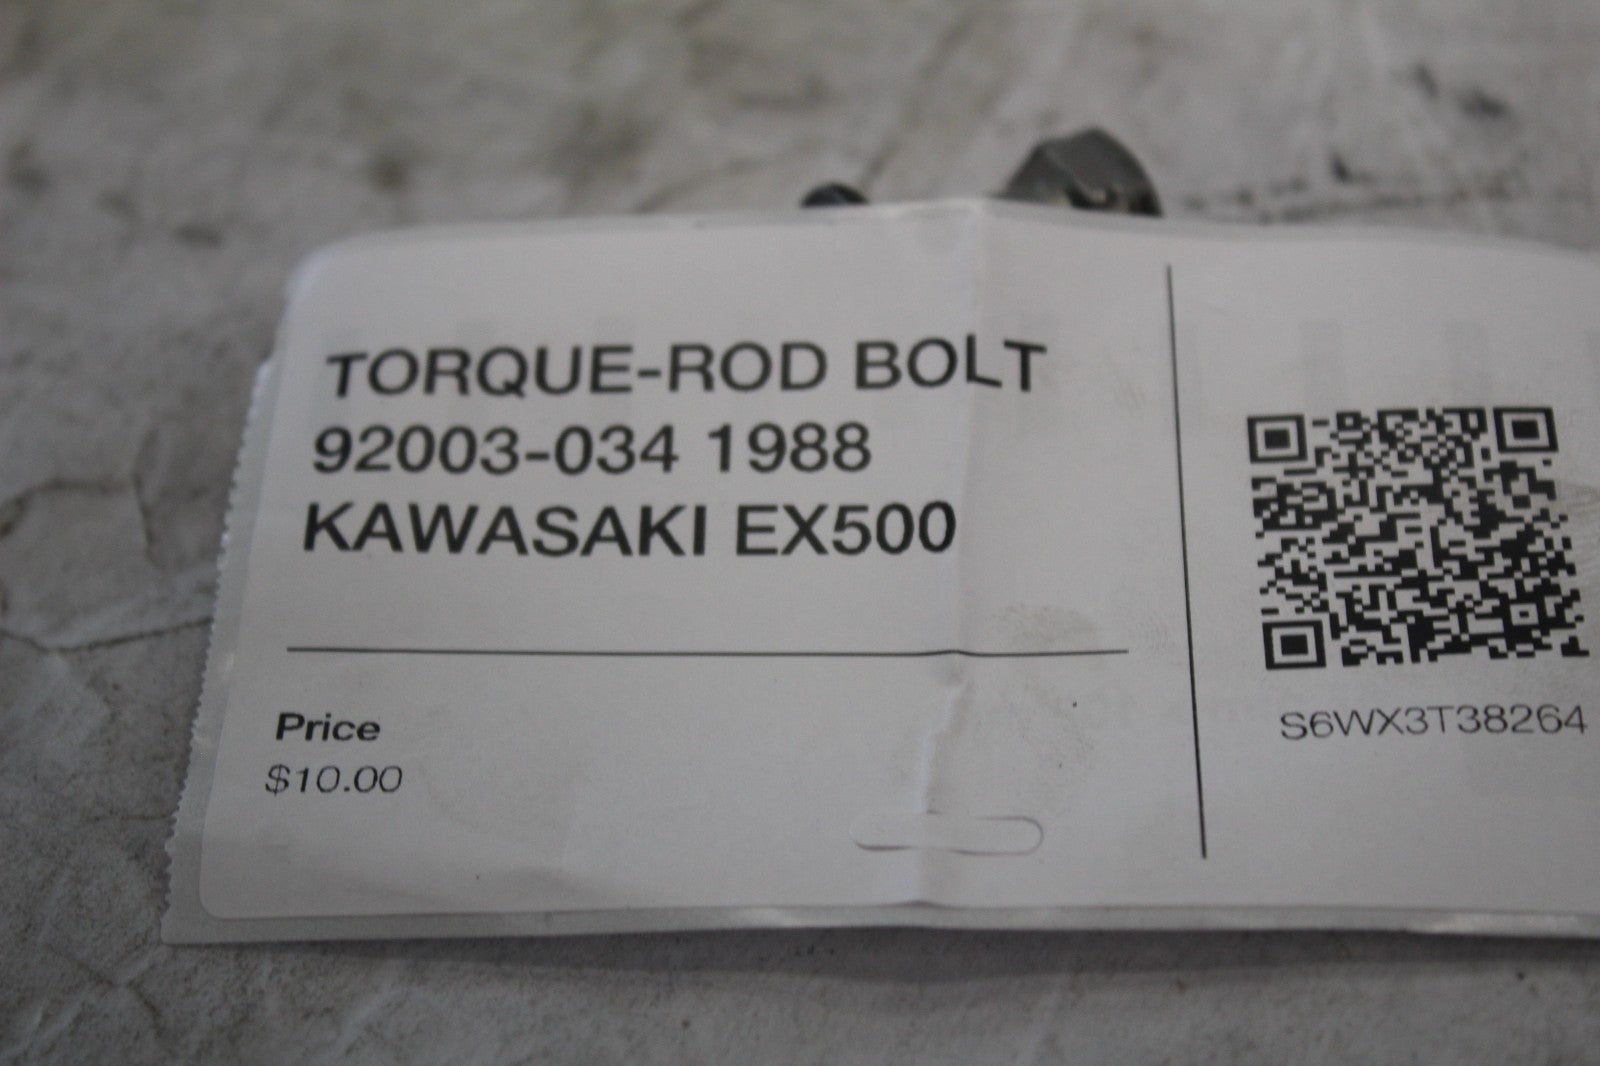 TORQUE-ROD BOLT
92003-034 1988
KAWASAKI EX500
Price
$10.00
S6WX3T38264